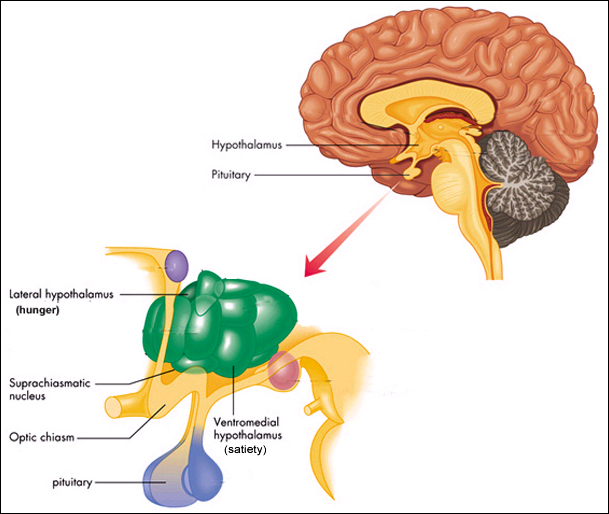 Hypothalamus
Pituitary
Lateral hypothalamus
(hunger)
Suprachiasmatic
nucleus
Optic chiasm
Ventromedial
hypothalamus
(satiety)
pituitary